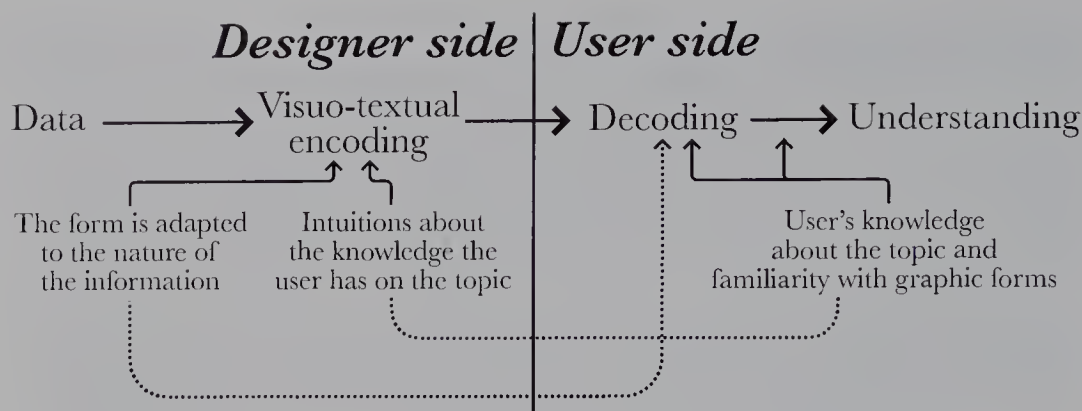 Designer side User side
Data
Visuo-textual
encoding
Decoding
Understanding
The form is adapted
to the nature of
the information
Intuitions about
the knowledge the
user has on the topic
User's knowledge
about the topic and
familiarity with graphic forms